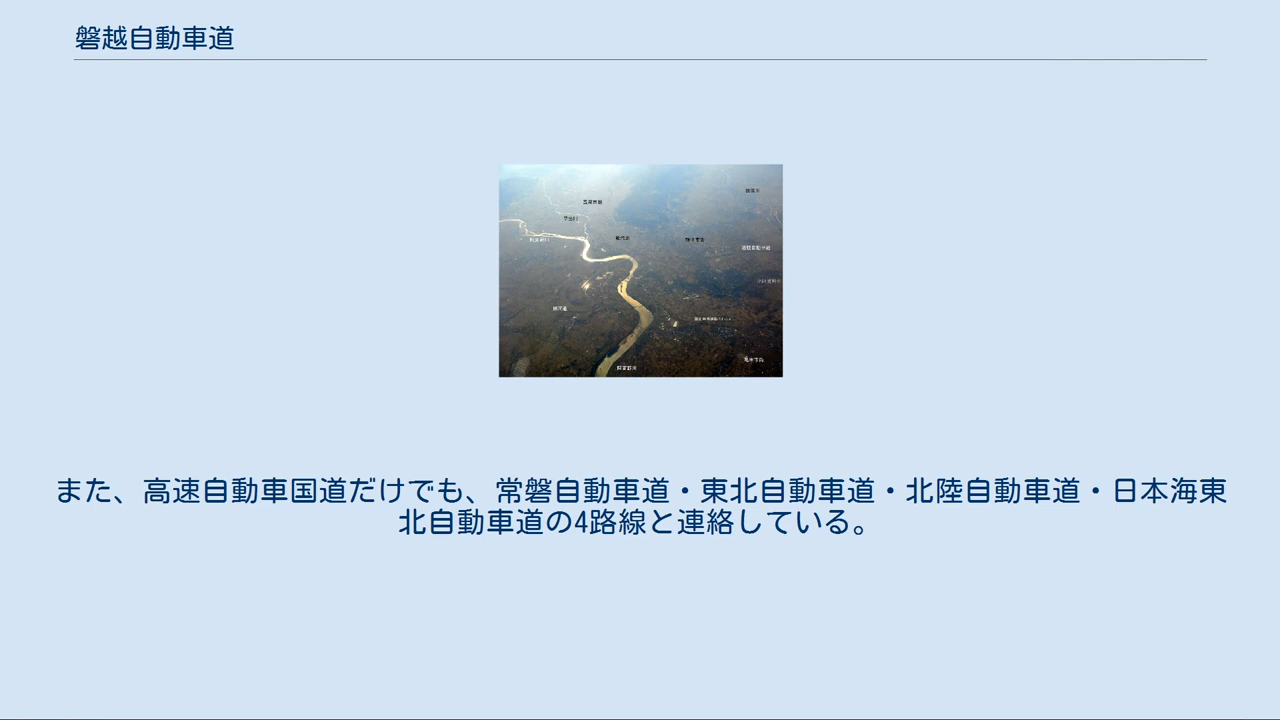 磐越自動車道
また、高速自動車国道だけでも、常磐自動車道・東北自動車道・北陸自動車道・日本海東
北自動車道の4路線と連絡している。